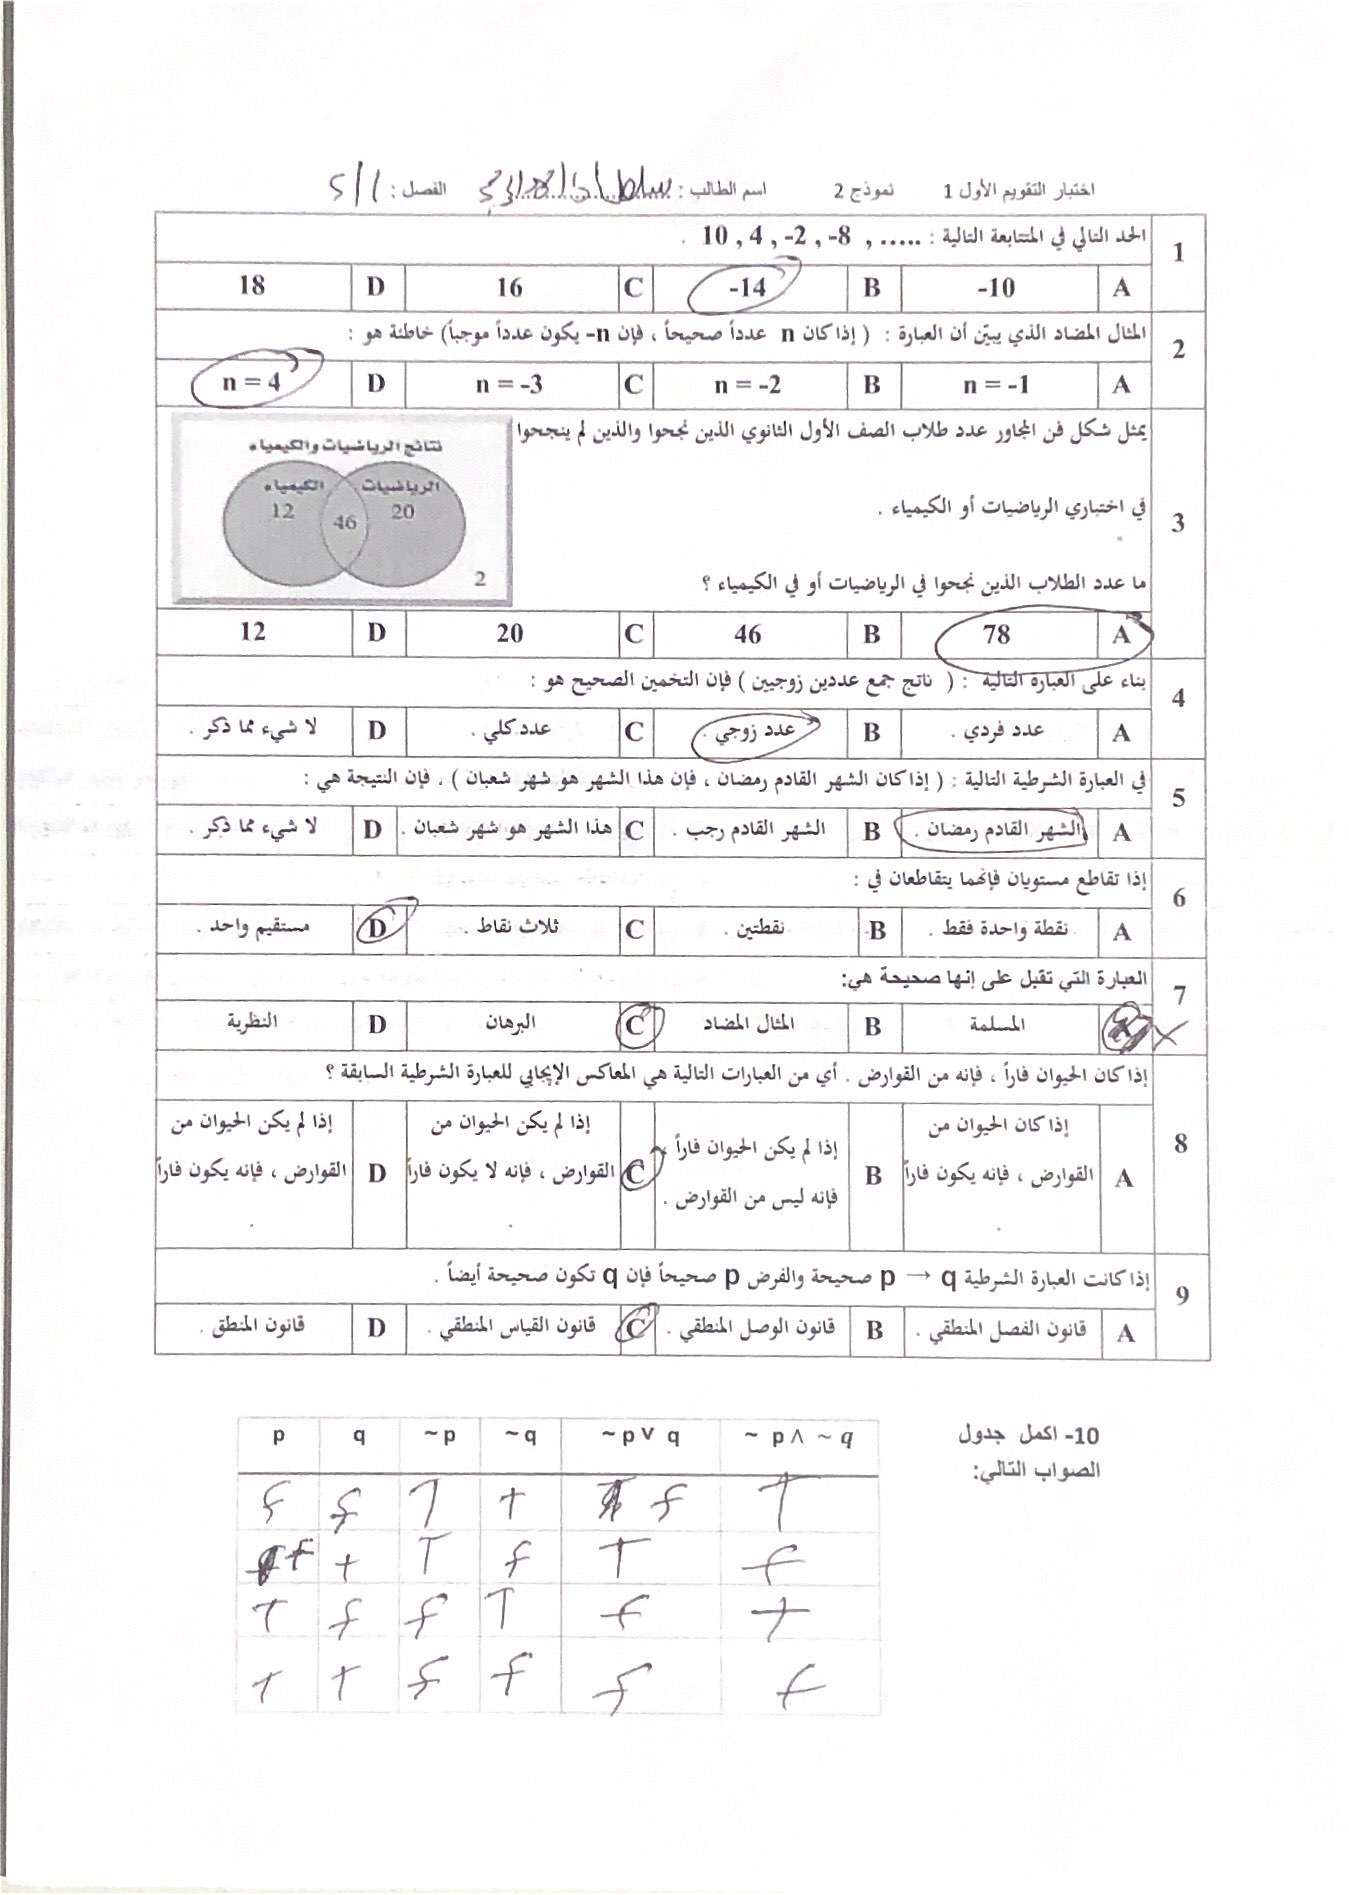 اختبار التقويم الأول 1 نموذج 2 اسم الطالب : سلطان الفصل : 5/1
1 الحد التالي في المتتابعة التالية : ..... , 8- , 2- , 4 , 10 .
A -10 B -14 C 16 D 18
2 المثال المضاد الذي يبيّن أن العبارة : ( إذا كان n عدداً صحيحاً ، فإن n- يكون عدداً موجباً) خاطئة هو :
A n = -1 B n = -2 C n = -3 D n = 4
3 يمثل شكل فن المجاور عدد طلاب الصف الأول الثانوي الذين نجحوا والذين لم ينجحوا
في اختباري الرياضيات أو الكيمياء .
ما عدد الطلاب الذين نجحوا في الرياضيات أو في الكيمياء ؟
نتائج الرياضيات والكيمياء
الرياضيات الكيمياء
20 46 12
2
A 78 B 46 C 20 D 12
4 بناء على العبارة التالية : ( ناتج جمع عددين زوجيين ) فإن التخمين الصحيح هو :
A عدد فردي . B عدد زوجي . C عدد كلي . D لا شيء مما ذكر .
5 في العبارة الشرطية التالية : ( إذا كان الشهر القادم رمضان ، فإن هذا الشهر هو شهر شعبان ) . فإن النتيجة هي :
A الشهر القادم رمضان . B الشهر القادم رجب . C هذا الشهر هو شهر شعبان . D لا شيء مما ذكر .
6 إذا تقاطع مستويان فإنهما يتقاطعان في :
A نقطة واحدة فقط . B نقطتين . C ثلاث نقاط . D مستقيم واحد .
7 العبارة التي تقبل على إنها صحيحة هي:
المسلمة B المثال المضاد C البرهان D النظرية
8 إذا كان الحيوان فاراً ، فإنه من القوارض . أي من العبارات التالية هي المعاكس الإيجابي للعبارة الشرطية السابقة ؟
A إذا كان الحيوان من
القوارض ، فإنه يكون فاراً .
B إذا لم يكن الحيوان فاراً
فإنه ليس من القوارض .
C إذا لم يكن الحيوان من
القوارض ، فإنه لا يكون فاراً .
D إذا لم يكن الحيوان من
القوارض ، فإنه يكون فاراً .
9 إذا كانت العبارة الشرطية p → q صحيحة والفرض p صحيحاً فإن q تكون صحيحة أيضاً .
A قانون الفصل المنطقي . B قانون الوصل المنطقي . C قانون القياس المنطقي . D قانون المنطق .
10- اكمل جدول
الصواب التالي:
p q ~p ~q ~p ∨ q ~ p ∧ ~ q
f f T T f T
f T T f T f
T f f T f T
T T f f f f